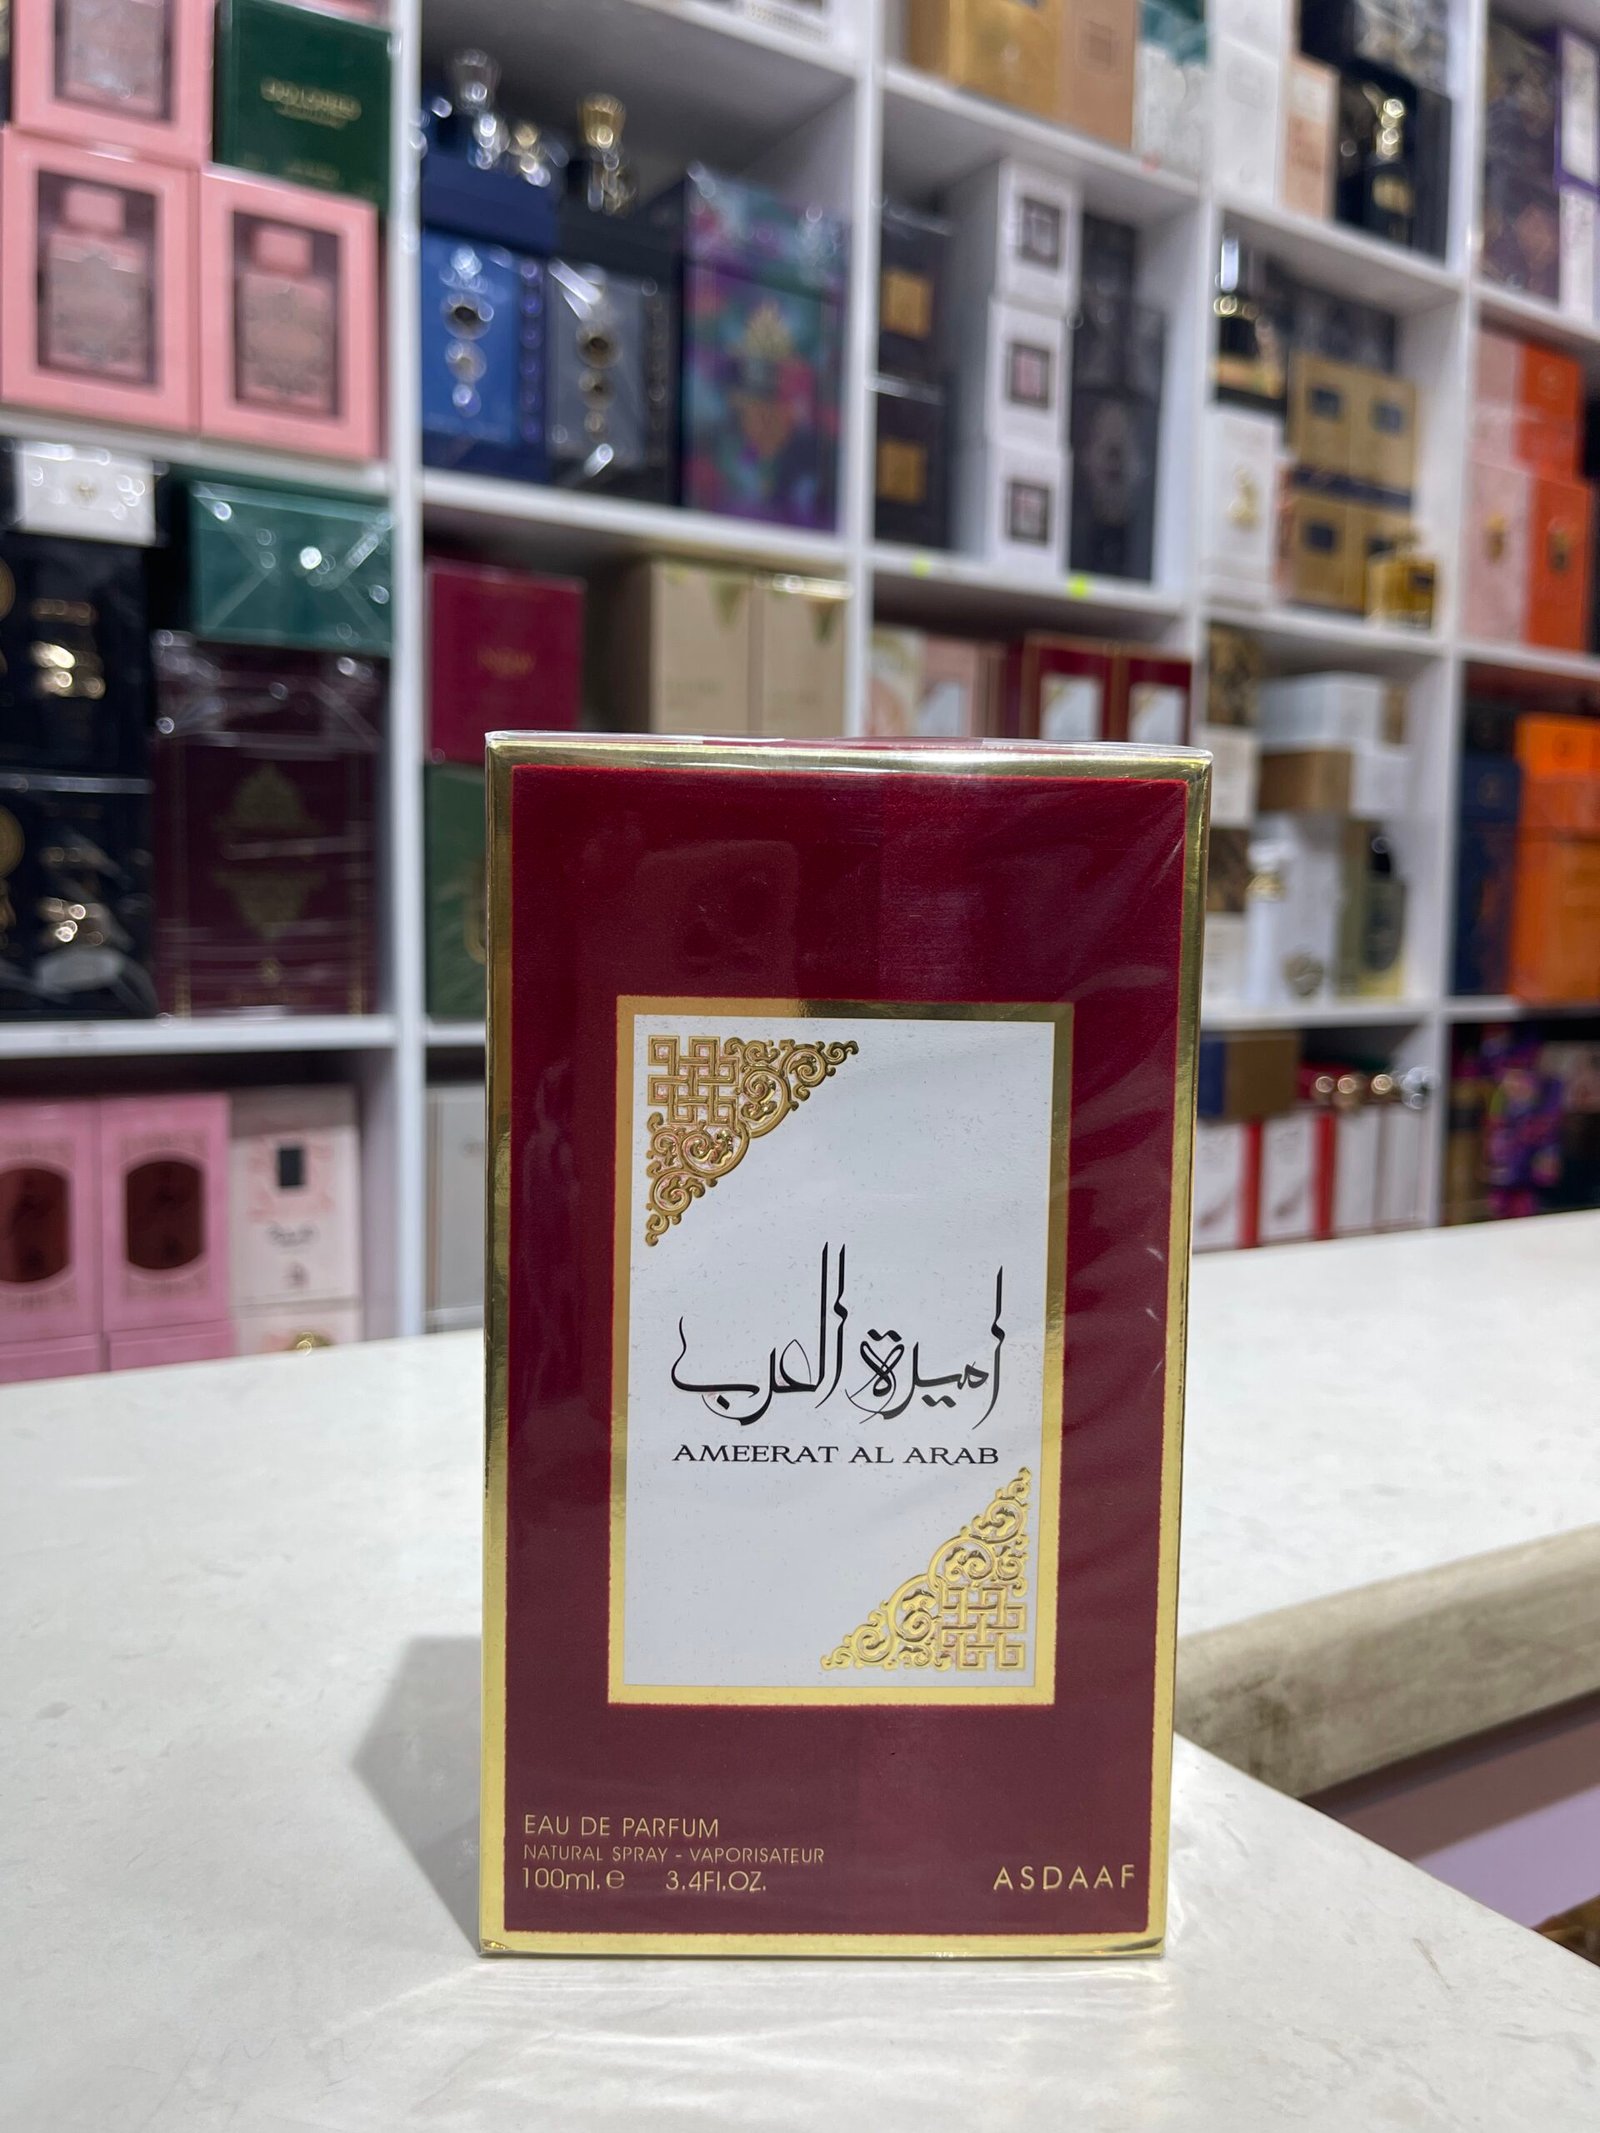 اميرة العرب
AMEERAT AL ARAB
EAU DE PARFUM
NATURAL SPRAY - VAPORISATEUR
100ml. e 3.4Fl.OZ.
ASDAAF